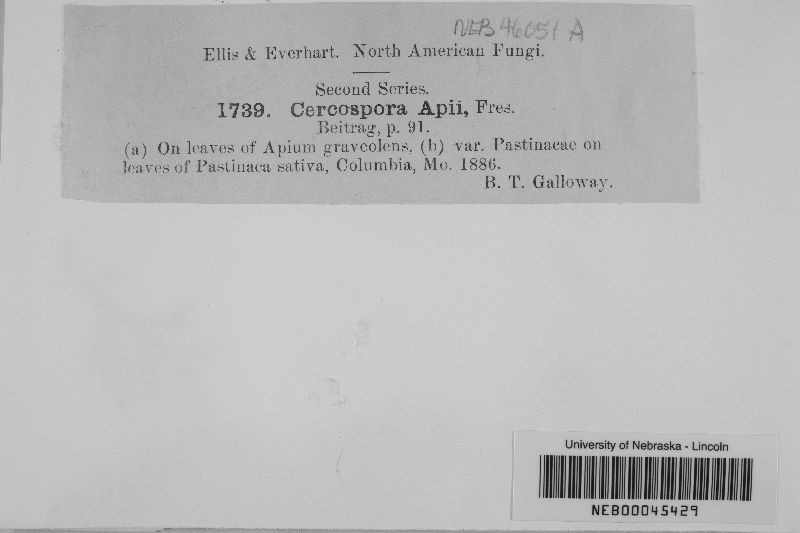 NEB 46051 A
Ellis & Everhart. North American Fungi.
Second Series.
1739. Cercospora Apii, Fres.
Beitrag, p. 91.
(a) On leaves of Apium graveolens, (b) var. Pastinacae on
leaves of Pastinaca sativa, Columbia, Mo. 1886.
B. T. Galloway.
University of Nebraska - Lincoln
NEB00045429